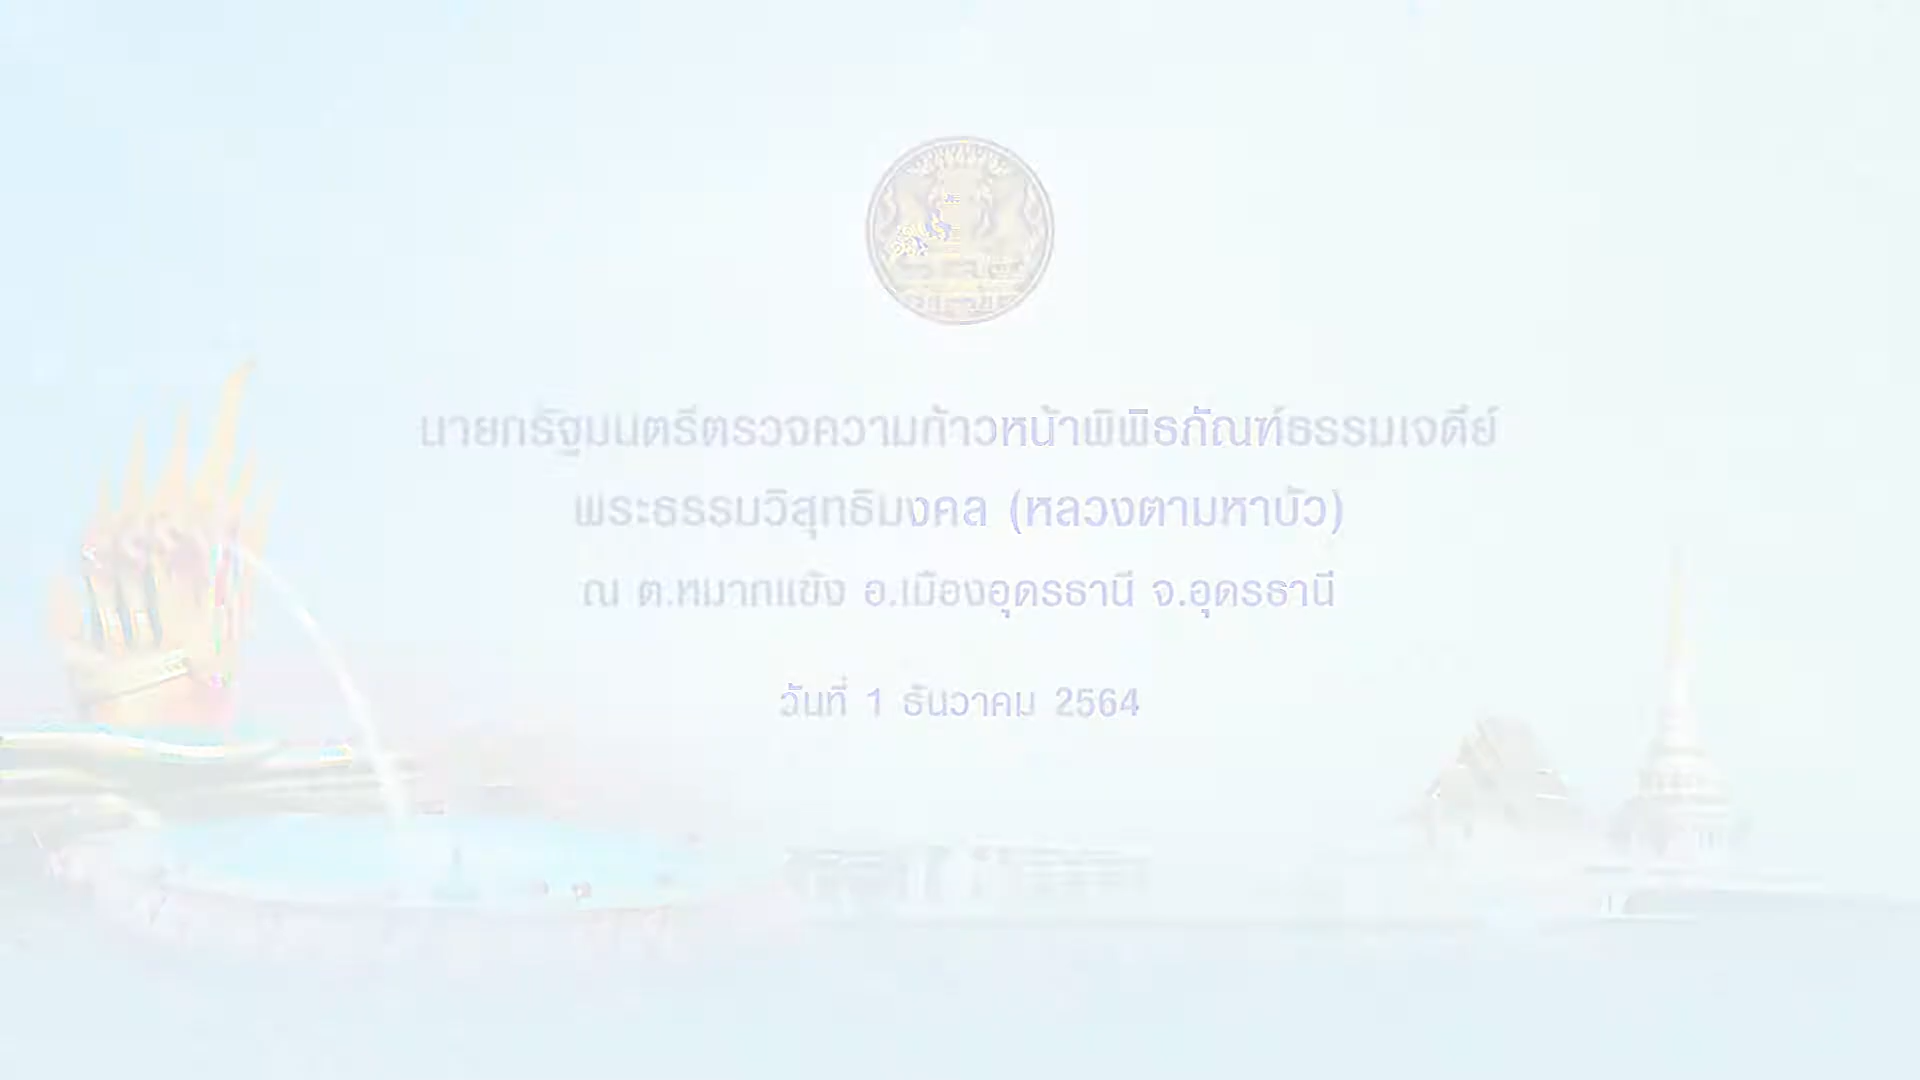 นายกรัฐมนตรีตรวจความก้าวหน้าพิพิธภัณฑ์ธรรมเจดีย์
พระธรรมวิสุทธิมงคล (หลวงตามหาบัว)
ณ ต.หมากแข้ง อ.เมืองอุดรธานี จ.อุดรธานี
วันที่ 1 ธันวาคม 2564